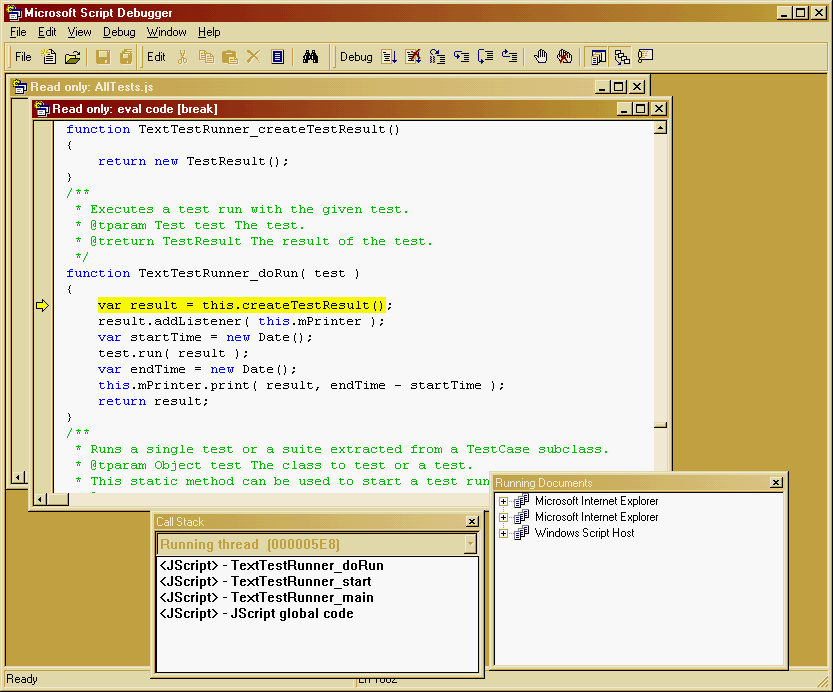 Microsoft Script Debugger
File Edit View Debug Window Help
File Edit Debug
Read only: AllTests.js
Read only: eval code [break]
function TextTestRunner_createTestResult()
{
return new TestResult();
}
/**
* Executes a test run with the given test.
* @tparam Test test The test.
* @treturn TestResult The result of the test.
*/
function TextTestRunner_doRun( test )
{
var result = this.createTestResult();
result.addListener( this.mPrinter );
var startTime = new Date();
test.run( result );
var endTime = new Date();
this.mPrinter.print( result, endTime - startTime );
return result;
}
/**
* Runs a single test or a suite extracted from a TestCase subclass.
* @tparam Object test The class to test or a test.
* This static method can be used to start a test run
Running Documents
Microsoft Internet Explorer
Microsoft Internet Explorer
Windows Script Host
Call Stack
Running thread (000005E8)
<JScript> - TextTestRunner_doRun
<JScript> - TextTestRunner_start
<JScript> - TextTestRunner_main
<JScript> - JScript global code
Ready